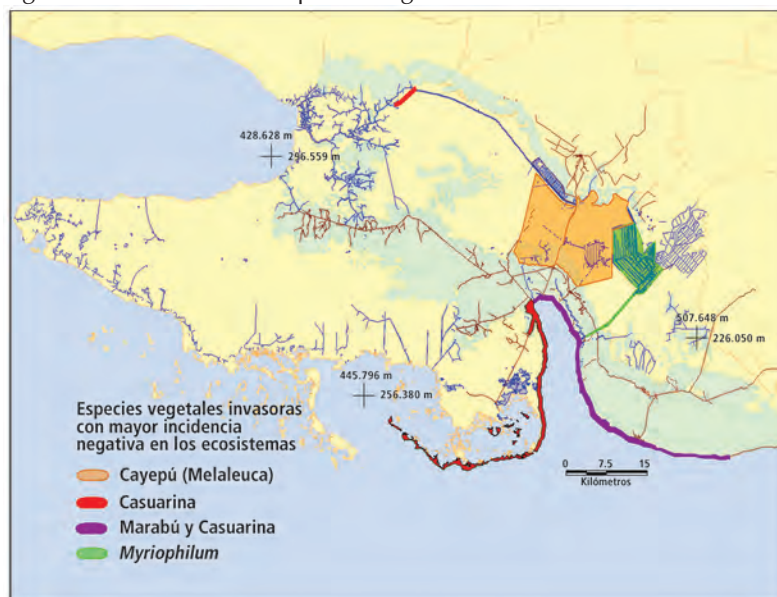 428.628 m
296.559 m
507.648 m
226.050 m
445.796 m
256.380 m
Especies vegetales invasoras
con mayor incidencia
negativa en los ecosistemas
Cayepú (Melaleuca)
Casuarina
Marabú y Casuarina
Myriophilum
0 7.5 15
Kilómetros